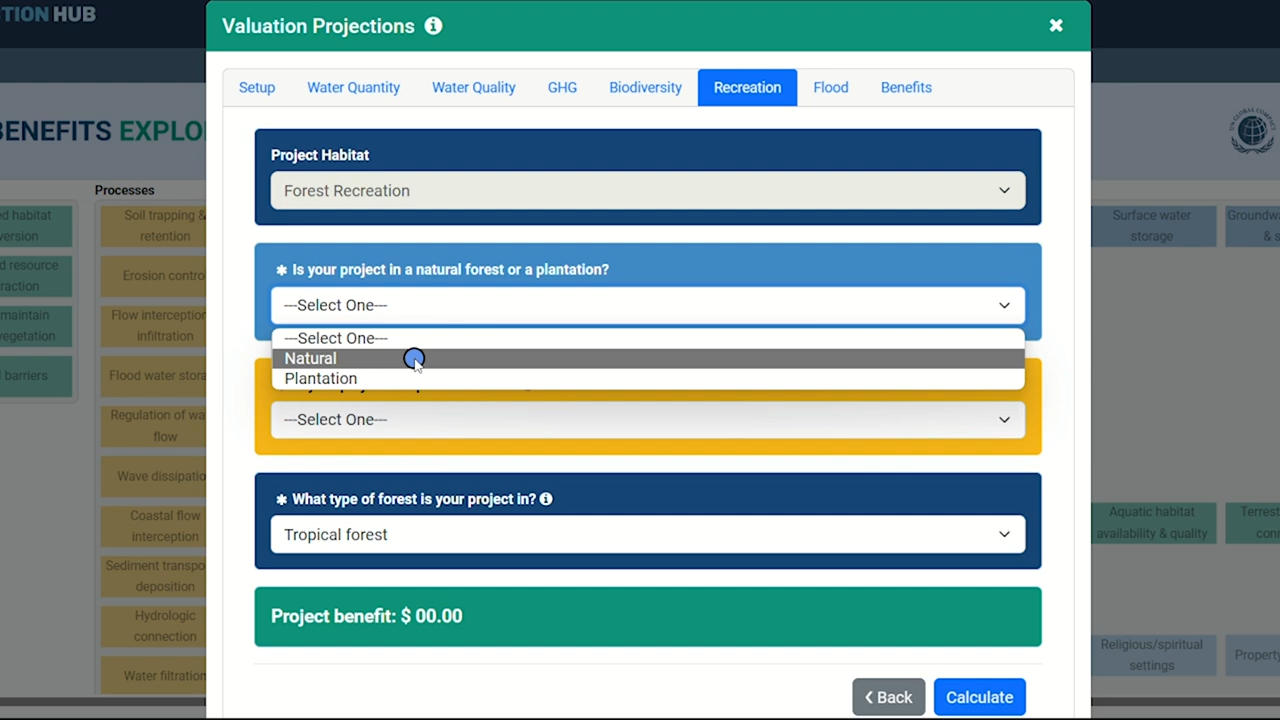 TION HUB
BENEFITS EXPLO
Valuation Projections
Setup
Water Quantity
Water Quality
GHG
Biodiversity
Recreation
Flood
Benefits
Project Habitat
Forest Recreation
✱ Is your project in a natural forest or a plantation?
---Select One---
---Select One---
Natural
Plantation
---Select One---
✱ What type of forest is your project in?
Tropical forest
Project benefit: $ 00.00
Back
Calculate
Processes
d habitat
version
d resource
raction
maintain
vegetation
barriers
Soil trapping &
retention
Erosion contro
Flow interception
infiltration
Flood water stora
Regulation of wa
flow
Wave dissipatio
Coastal flow
interception
Sediment transpo
deposition
Hydrologic
connection
Water filtration
Surface water
storage
Groundwa
& s
Aquatic habitat
availability & quality
Terrest
conn
Religious/spiritual
settings
Property